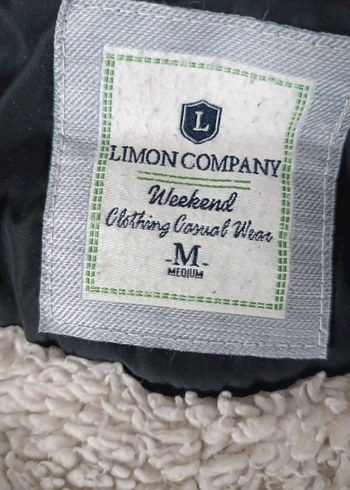 L
LIMON COMPANY
Weekend
Clothing Casual Wear
-M-
MEDIUM